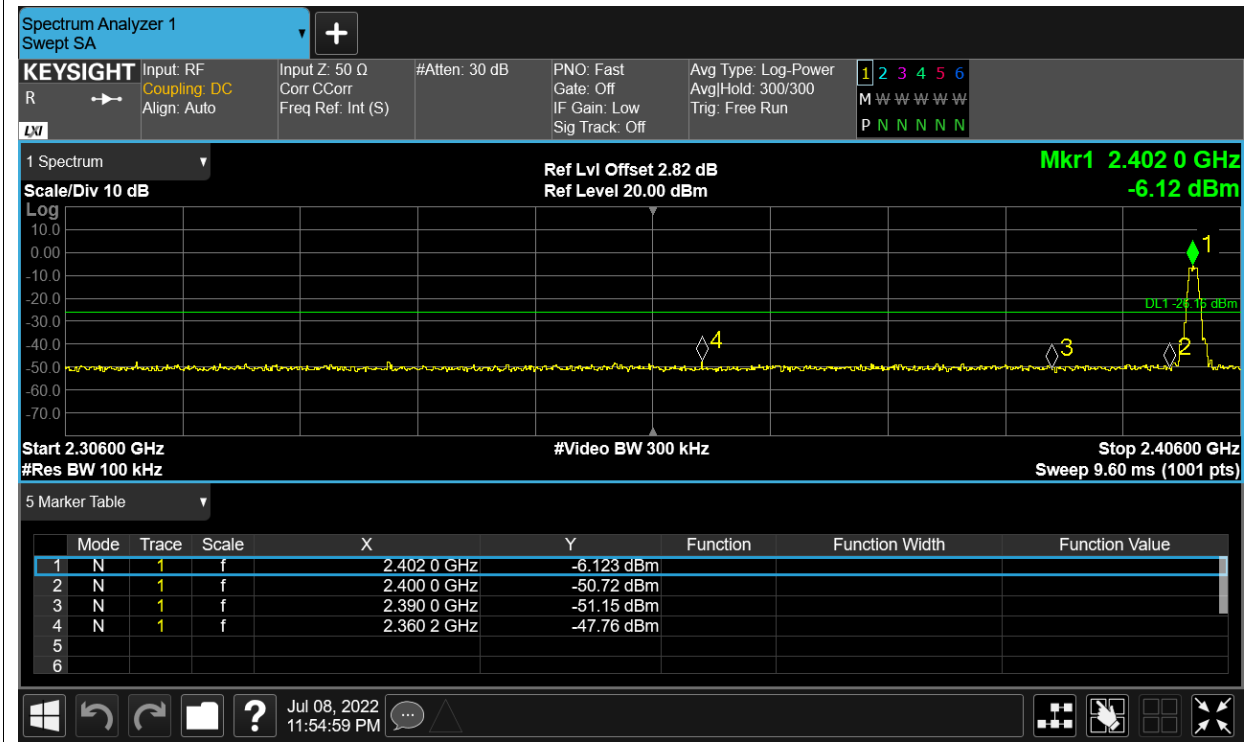 Spectrum Analyzer 1
Swept SA
▼
+
KEYSIGHT
R
LXI
Input: RF
Coupling: DC
Align: Auto
Input Z: 50 Ω
Corr CCorr
Freq Ref: Int (S)
#Atten: 30 dB
PNO: Fast
Gate: Off
IF Gain: Low
Sig Track: Off
Avg Type: Log-Power
Avg|Hold: 300/300
Trig: Free Run
1 2 3 4 5 6
M W W W W W
P N N N N N
1 Spectrum ▼
Scale/Div 10 dB
Ref Lvl Offset 2.82 dB
Ref Level 20.00 dBm
Mkr1 2.402 0 GHz
-6.12 dBm
Log
10.0
0.00
-10.0
-20.0
-30.0
-40.0
-50.0
-60.0
-70.0
1
DL1 -26.15 dBm
4
3
2
Start 2.30600 GHz
#Res BW 100 kHz
#Video BW 300 kHz
Stop 2.40600 GHz
Sweep 9.60 ms (1001 pts)
5 Marker Table ▼
Mode Trace Scale X Y Function Function Width Function Value
1 N 1 f 2.402 0 GHz -6.123 dBm
2 N 1 f 2.400 0 GHz -50.72 dBm
3 N 1 f 2.390 0 GHz -51.15 dBm
4 N 1 f 2.360 2 GHz -47.76 dBm
5
6
?
Jul 08, 2022
11:54:59 PM